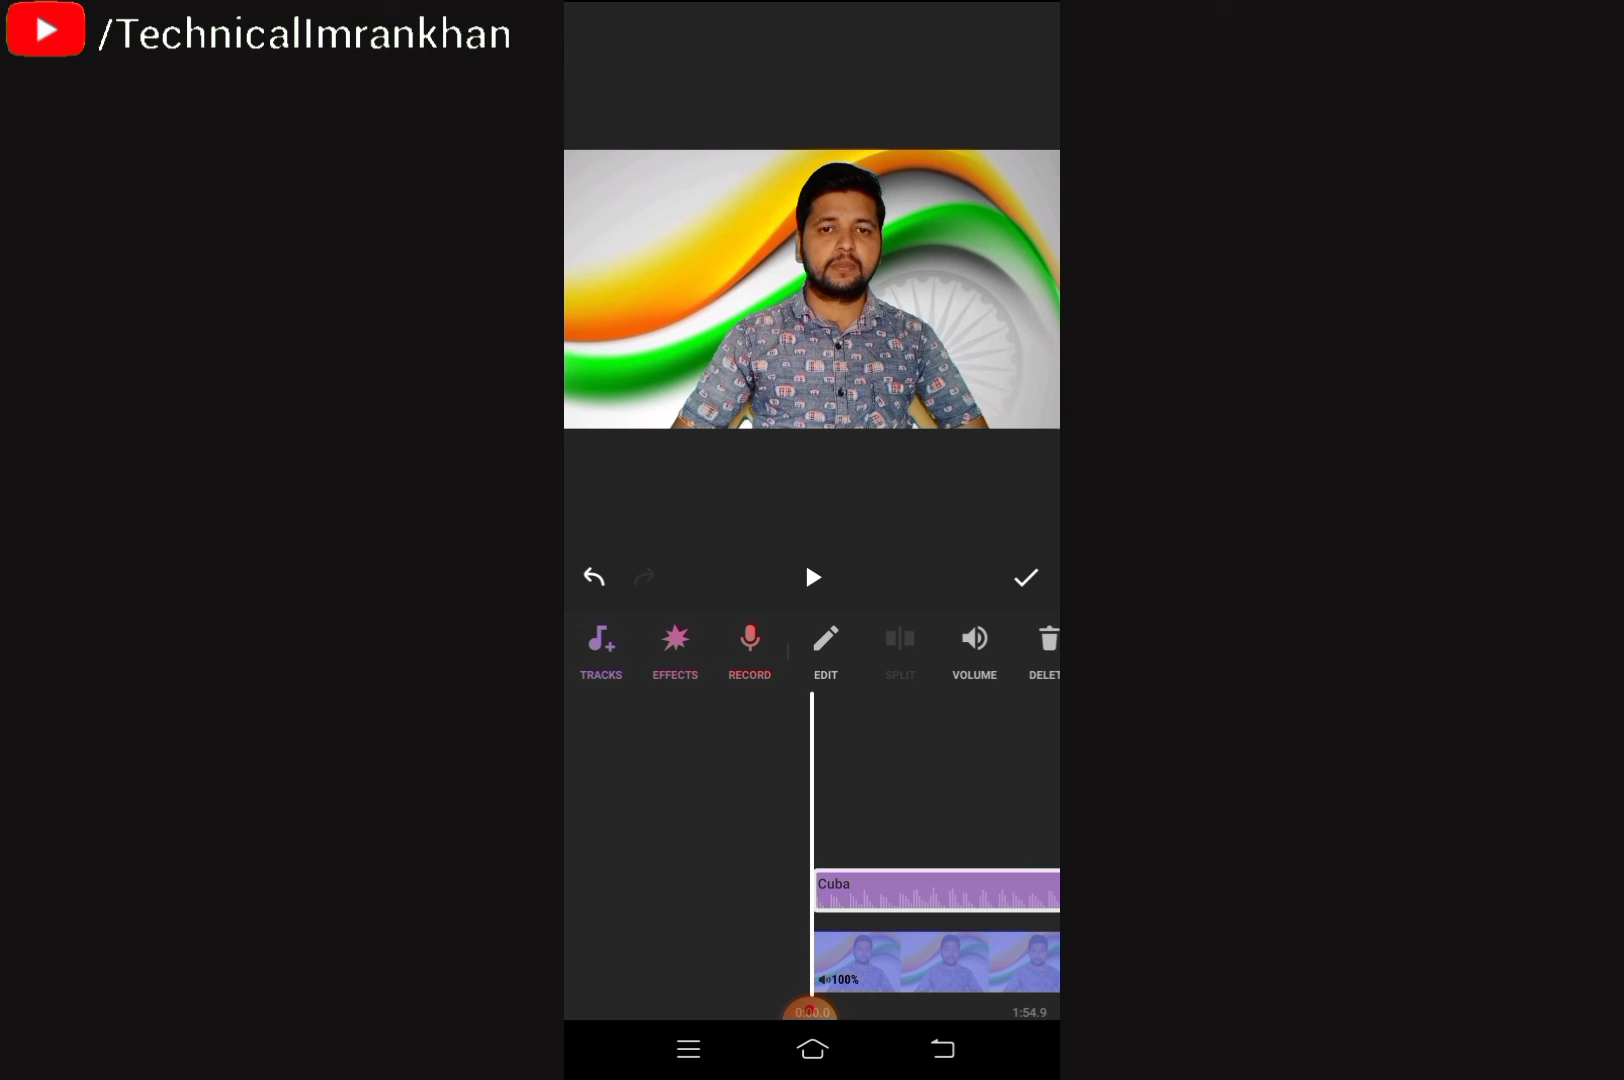 /TechnicalImrankhan
TRACKS EFFECTS RECORD EDIT SPLIT VOLUME DELET
Cuba
100%
0:00.0 1:54.9